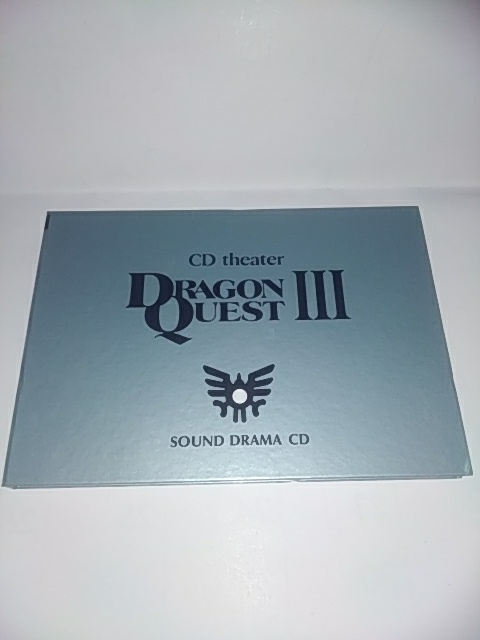 CD theater
DRAGON QUEST III
SOUND DRAMA CD